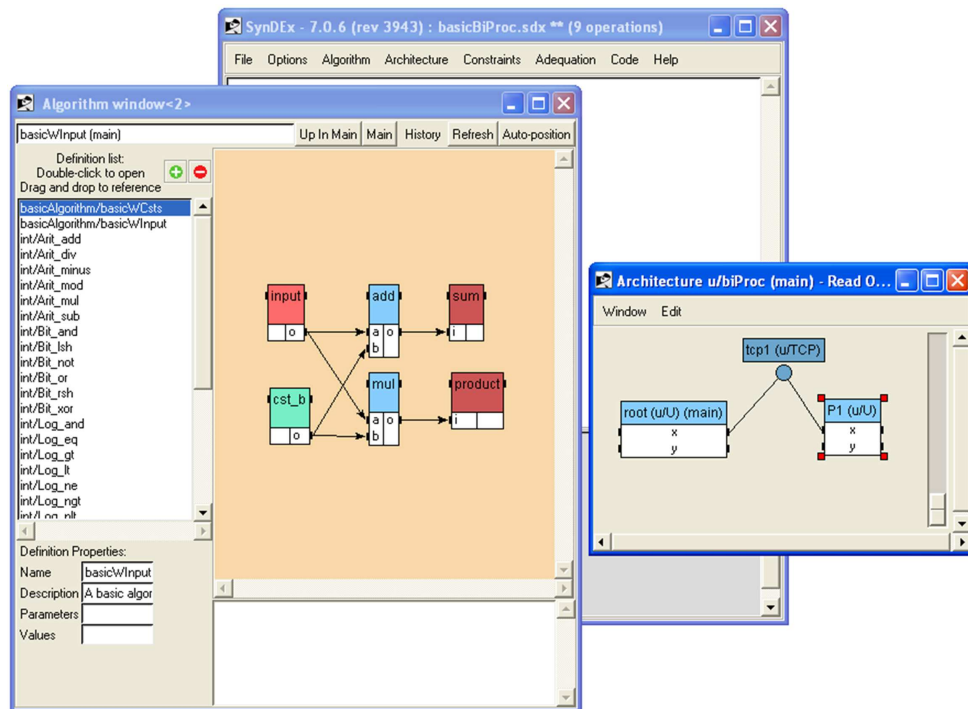 SynDEx - 7.0.6 (rev 3943) : basicBiProc.sdx ** (9 operations)
File Options Algorithm Architecture Constraints Adequation Code Help
Algorithm window<2>
basicWInput (main) Up In Main Main History Refresh Auto-position
Definition list:
Double-click to open
Drag and drop to reference
basicAlgorithm/basicWCsts
basicAlgorithm/basicWInput
int/Arit_add
int/Arit_div
int/Arit_minus
int/Arit_mod
int/Arit_mul
int/Arit_sub
int/Bit_and
int/Bit_lsh
int/Bit_not
int/Bit_or
int/Bit_rsh
int/Bit_xor
int/Log_and
int/Log_eq
int/Log_gt
int/Log_lt
int/Log_ne
int/Log_ngt
int/Log_nlt
Definition Properties:
Name basicWInput
Description A basic algor
Parameters
Values
input
o
add
a o
b
sum
i
cst_b
o
mul
a o
b
product
i
Architecture u/biProc (main) - Read O...
Window Edit
tcp1 (u/TCP)
root (u/U) (main)
x
y
P1 (u/U)
x
y